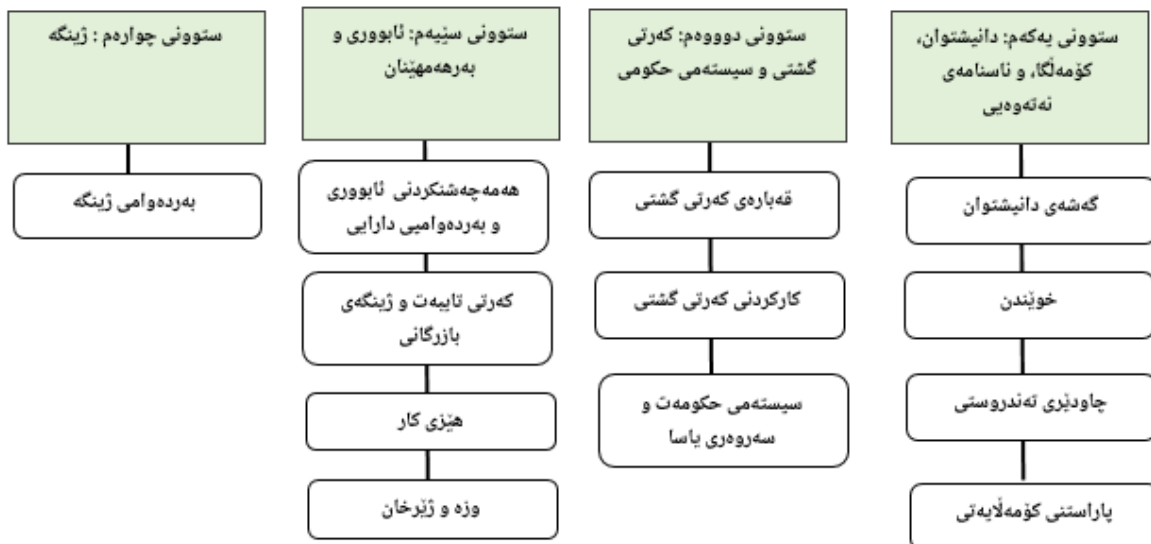 ستوونی یەکەم: دانیشتوان،
کۆمەڵگا، و ناسنامەی
نەتەوەیی
گەشەی دانیشتوان
خوێندن
چاودێری تەندروستی
پاراستنی کۆمەڵایەتی
ستوونی دوووەم: کەرتی
گشتی و سیستەمی حکومی
قەبارەی کەرتی گشتی
کارکردنی کەرتی گشتی
سیستەمی حکومەت و
سەروەری یاسا
ستوونی سێیەم: ئابووری و
بەرهەمهێنان
هەمەچەشنکردنی ئابووری
و بەردەوامیی دارایی
کەرتی تایبەت و ژینگەی
بازرگانی
هێزی کار
وزە و ژێرخان
ستوونی چوارەم : ژینگە
بەردەوامی ژینگە